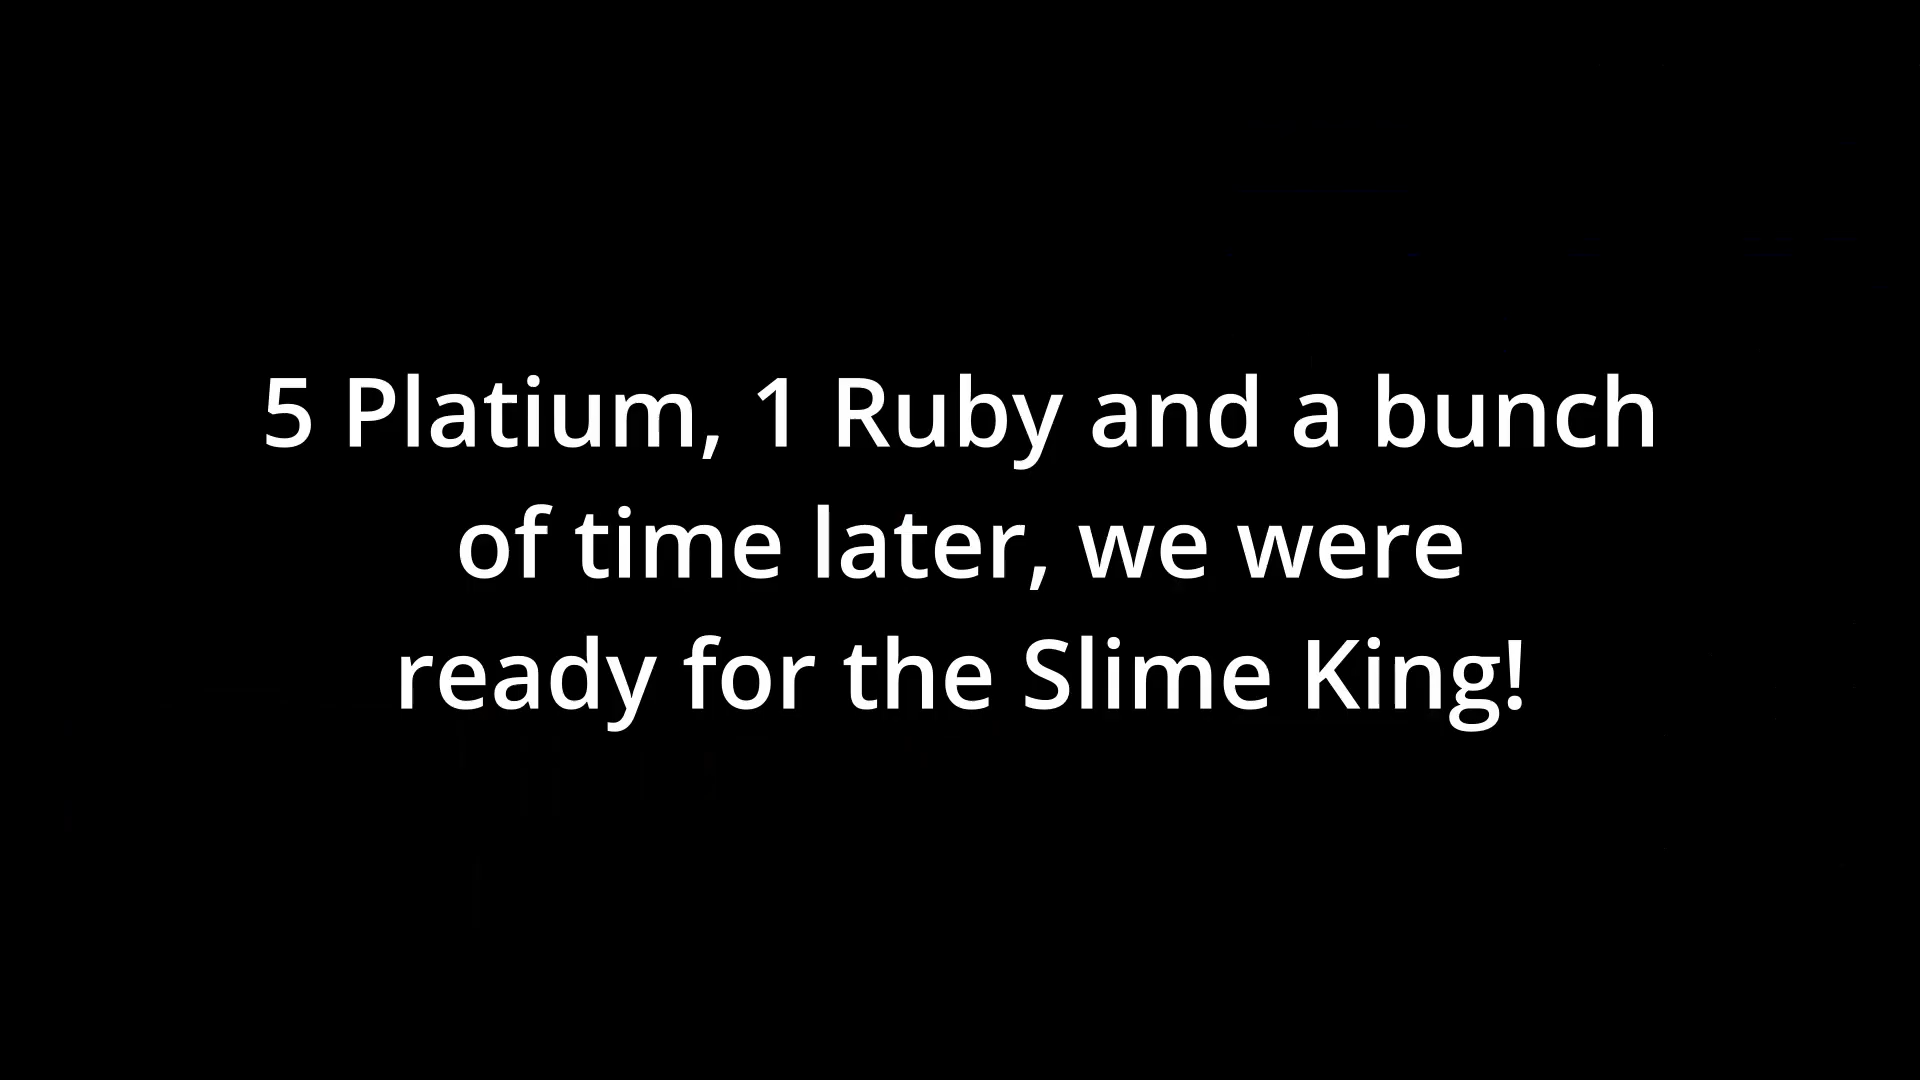 5 Platium, 1 Ruby and a bunch
of time later, we were
ready for the Slime King!